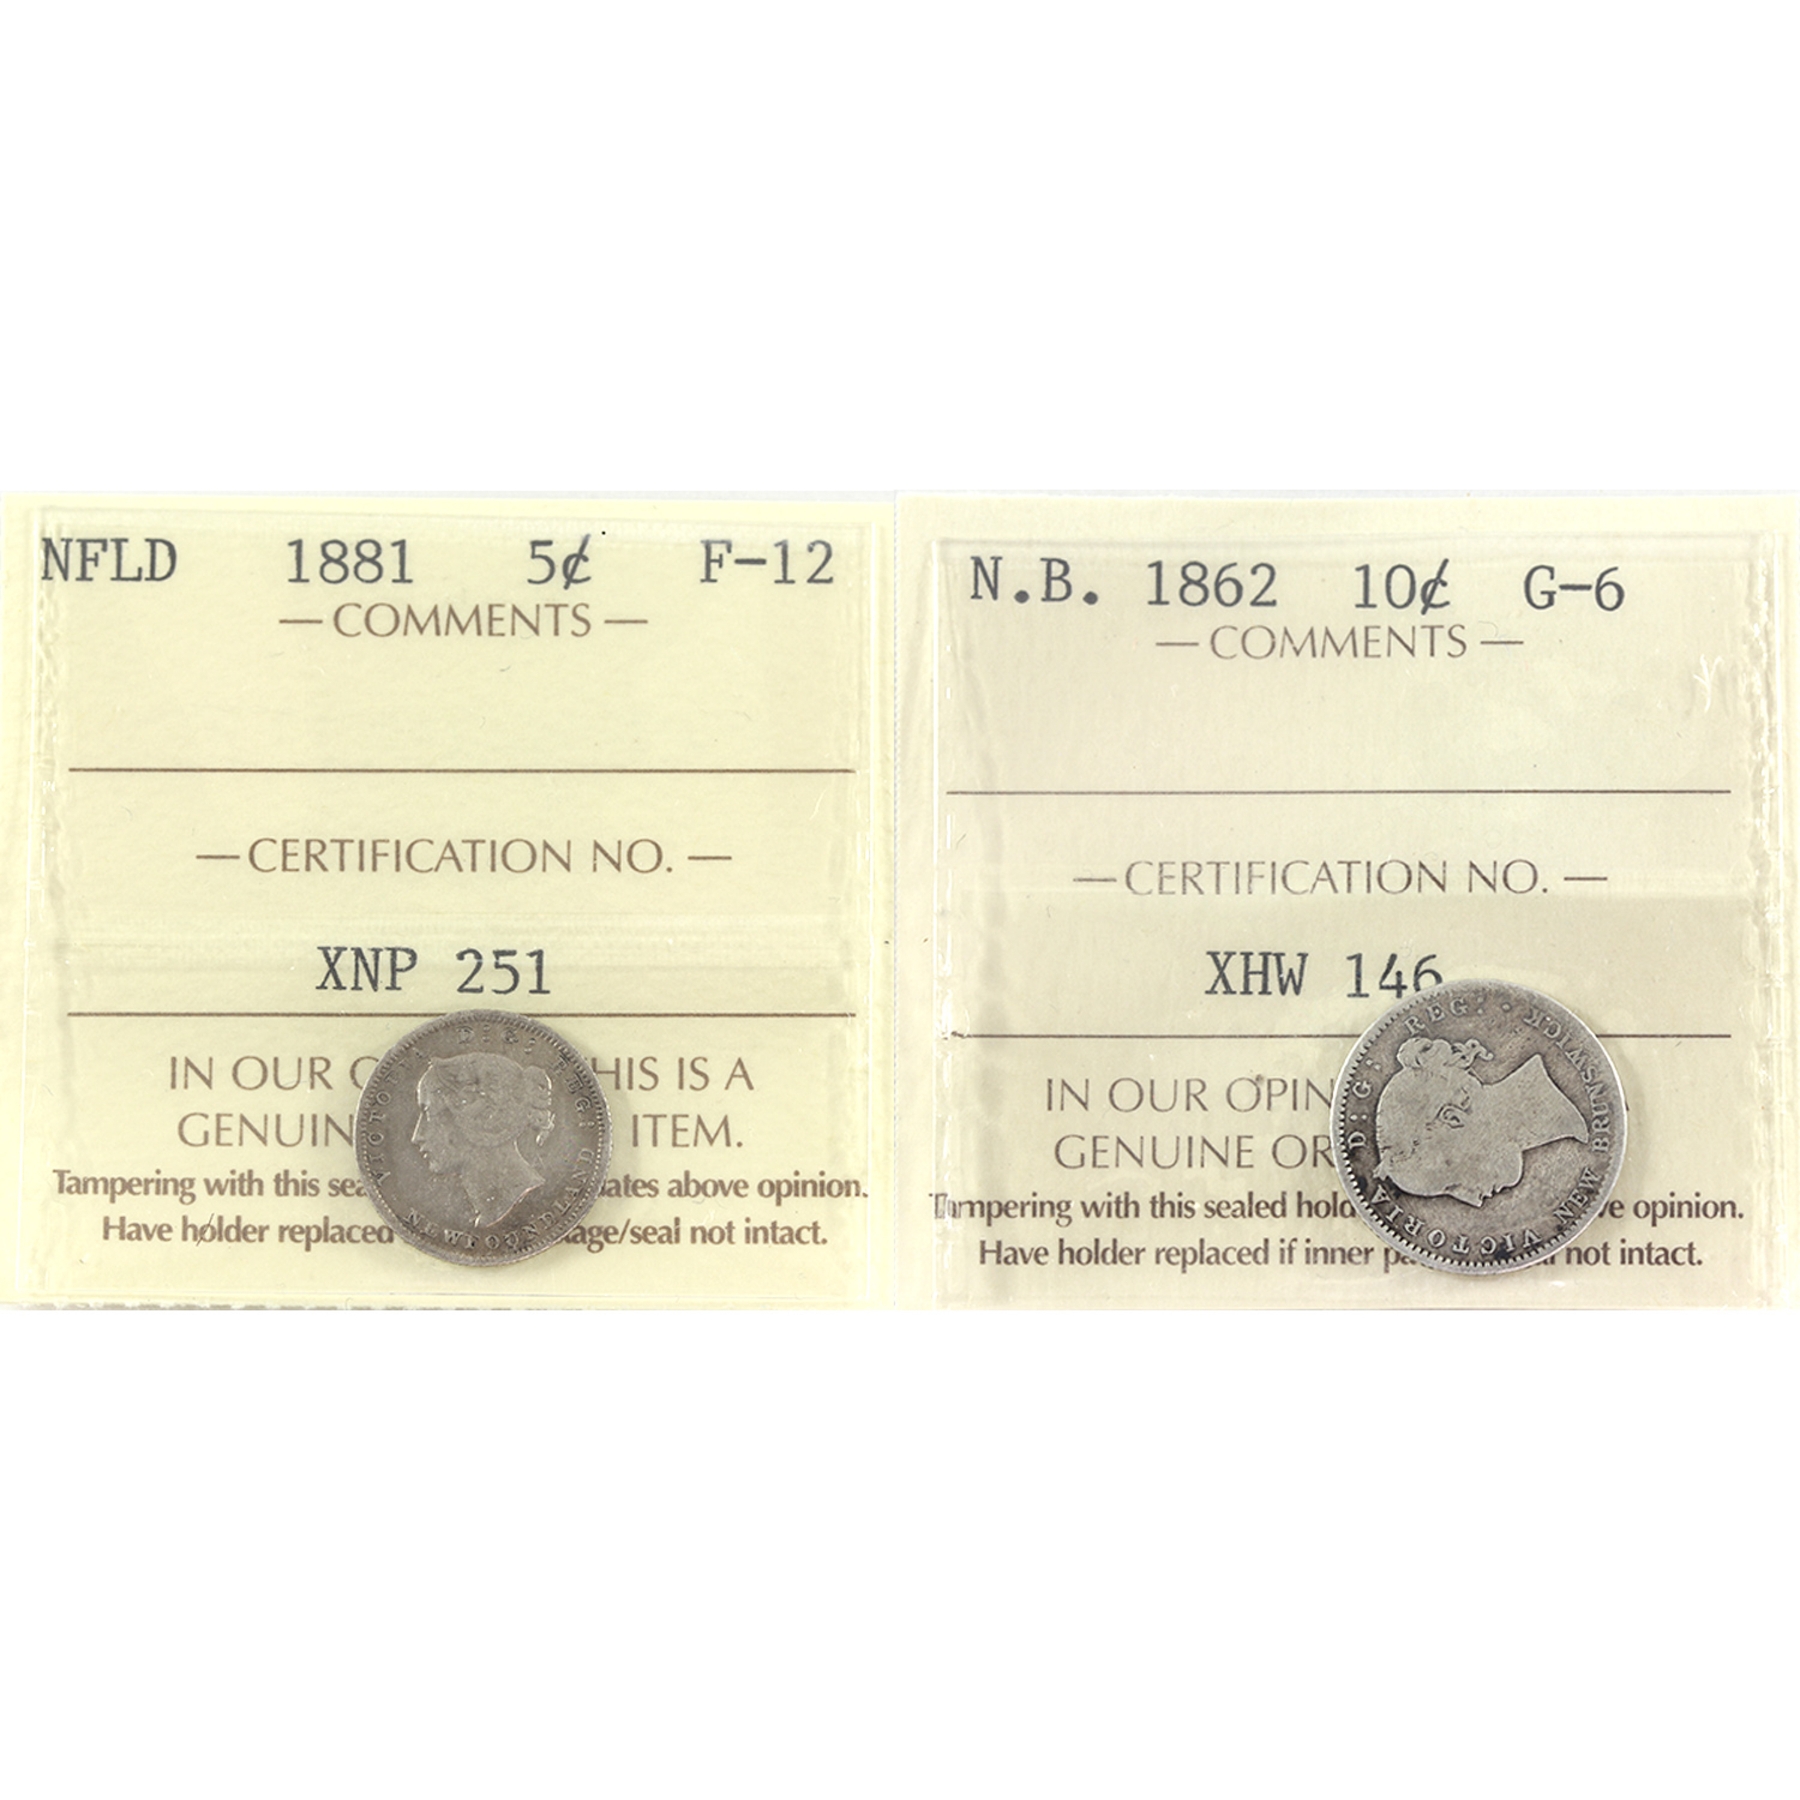 NFLD 1881 5¢ F-12
— COMMENTS —
— CERTIFICATION NO. —
XNP 251
IN OUR HIS IS A
GENUIN ITEM.
Tampering with this sea ates above opinion.
Have holder replaced age/seal not intact.
VICTORIA D: G: REG:
NEWFOUNDLAND
N.B. 1862 10¢ G-6
— COMMENTS —
— CERTIFICATION NO. —
XHW 146
IN OUR OPIN
GENUINE OR
Tampering with this sealed hold ve opinion.
Have holder replaced if inner pa not intact.
VICTORIA D: G: REG:
NEW BRUNSWICK